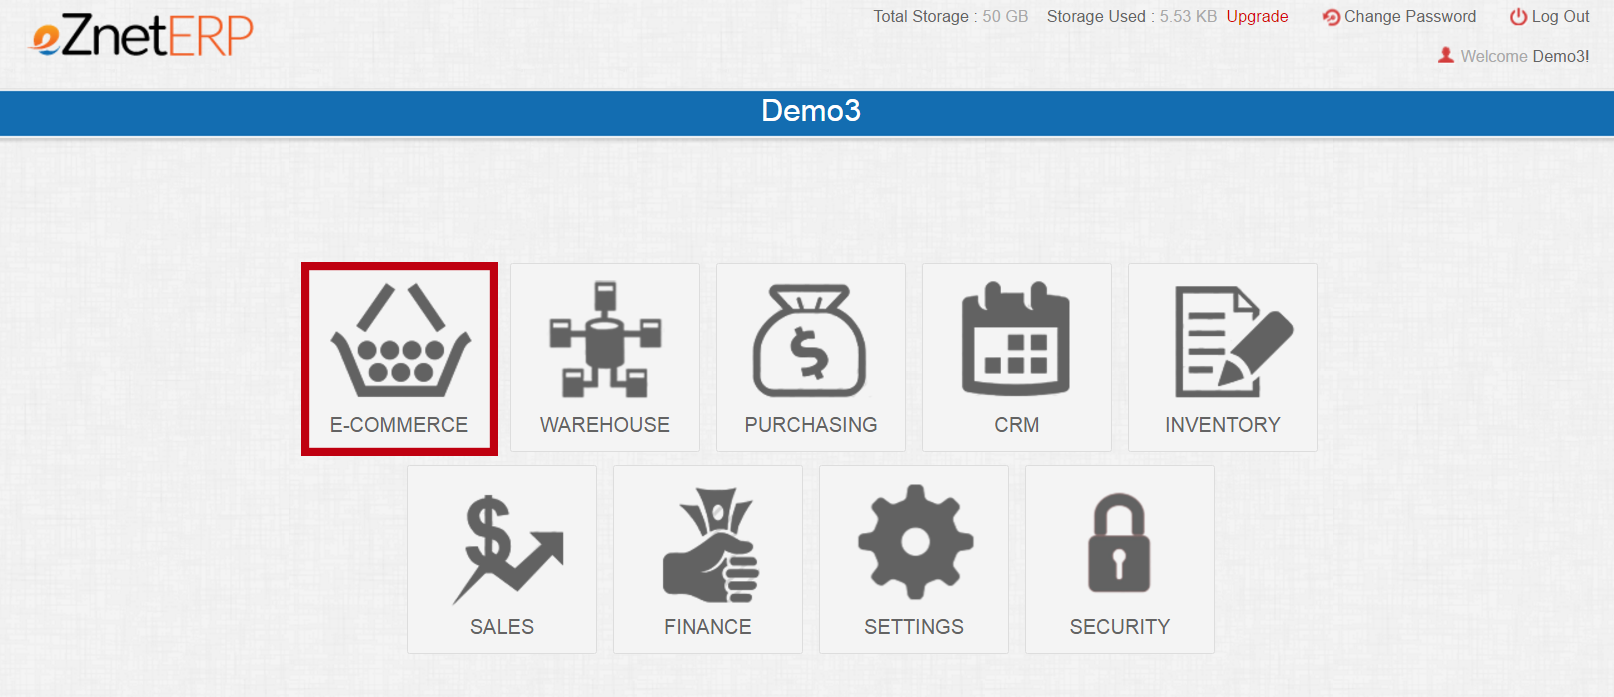 eZnetERP
Total Storage : 50 GB Storage Used : 5.53 KB Upgrade Change Password Log Out
Welcome Demo3!
Demo3
E-COMMERCE WAREHOUSE PURCHASING CRM INVENTORY
SALES FINANCE SETTINGS SECURITY